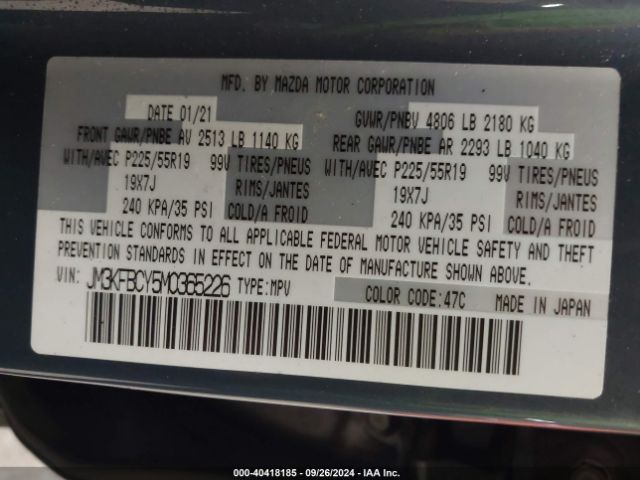 MFD. BY MAZDA MOTOR CORPORATION
DATE 01/21 GVWR/PNBV 4806 LB 2180 KG
FRONT GAWR/PNBE AV 2513 LB 1140 KG REAR GAWR/PNBE AR 2293 LB 1040 KG
WITH/AVEC P225/55R19 99V TIRES/PNEUS WITH/AVEC P225/55R19 99V TIRES/PNEUS
19X7J RIMS/JANTES 19X7J RIMS/JANTES
240 KPA/35 PSI COLD/A FROID 240 KPA/35 PSI COLD/A FROID
THIS VEHICLE CONFORMS TO ALL APPLICABLE FEDERAL MOTOR VEHICLE SAFETY AND THEFT
PREVENTION STANDARDS IN EFFECT ON THE DATE OF MANUFACTURE SHOWN ABOVE.
VIN: JM3KFBCY5M0365226 TYPE:MPV COLOR CODE:47C MADE IN JAPAN
000-40418185 - 09/26/2024 - IAA Inc.